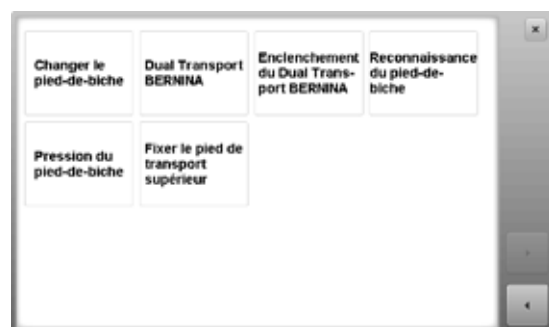 Changer le
pied-de-biche
Dual Transport
BERNINA
Enclenchement
du Dual Trans-
port BERNINA
Reconnaissance
du pied-de-
biche
Pression du
pied-de-biche
Fixer le pied de
transport
supérieur